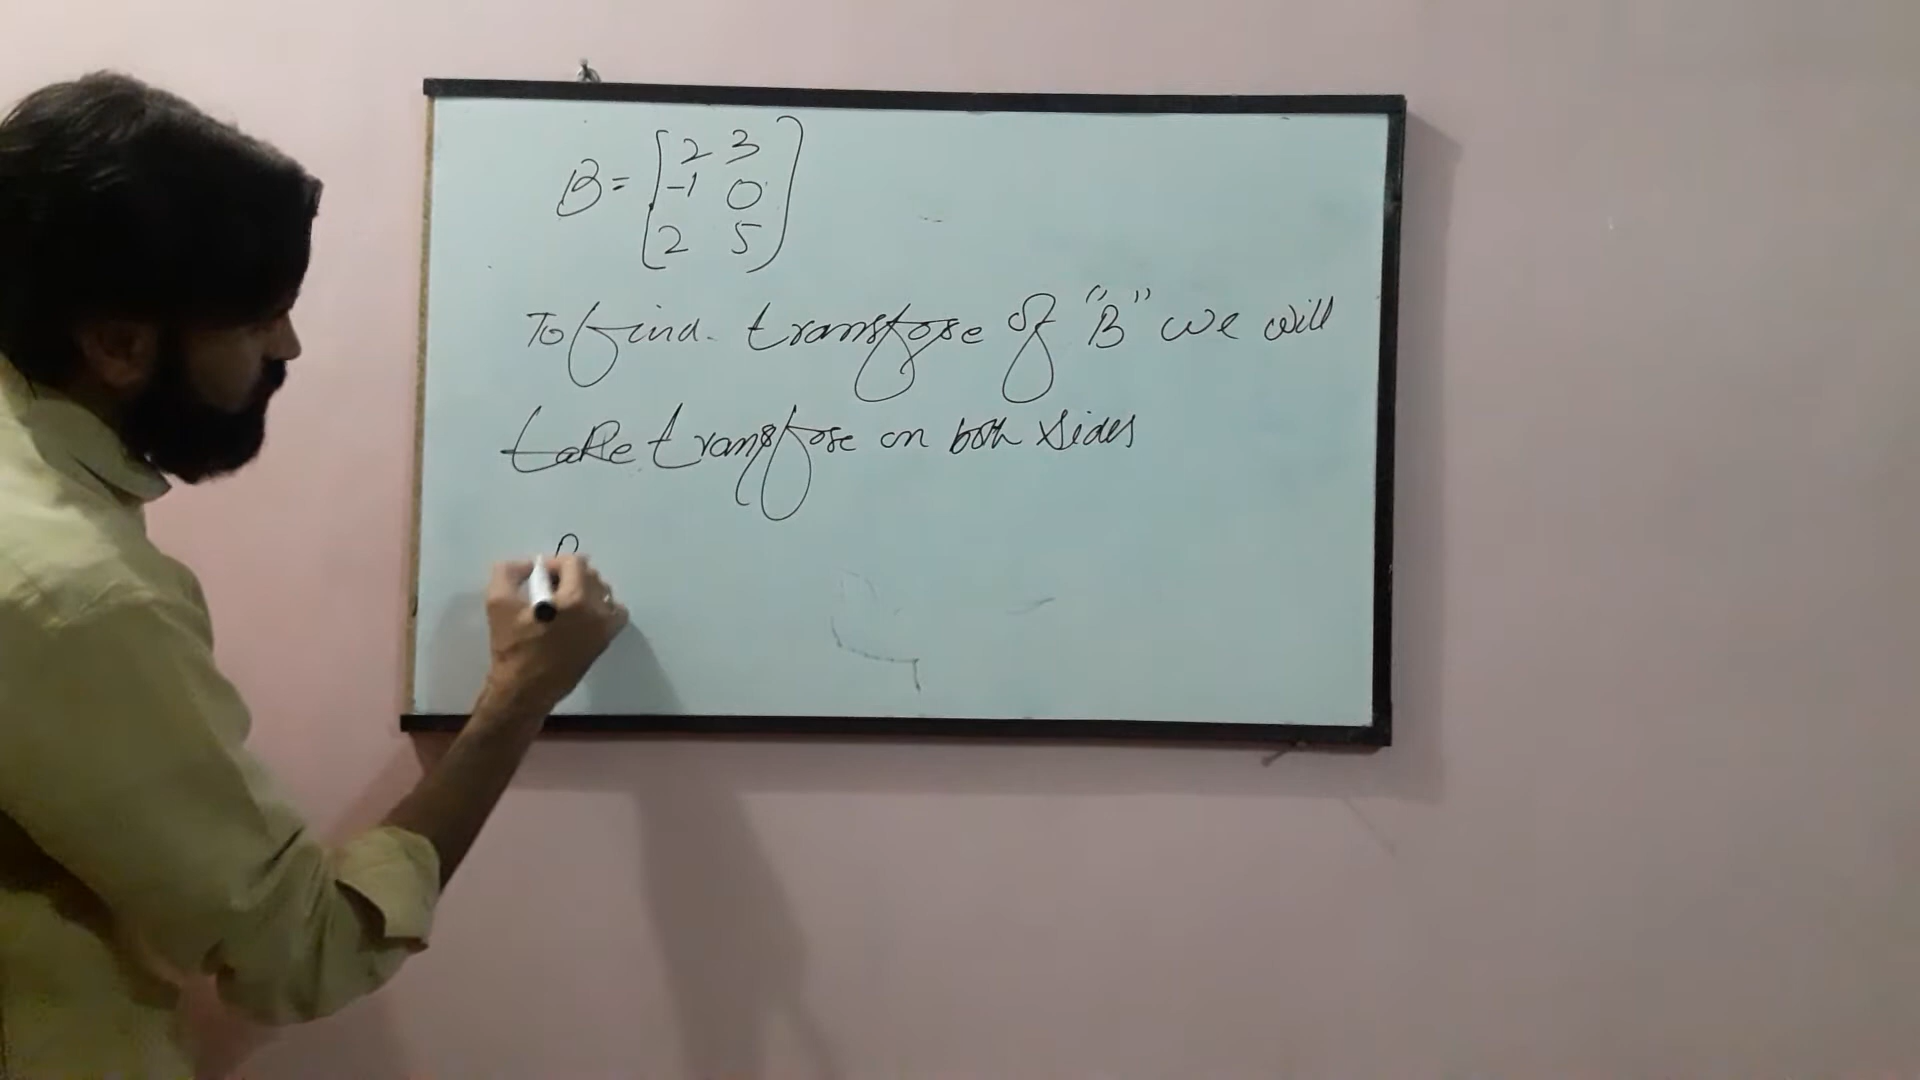 B = [2 3
-1 0
2 5]
To find transpose of "B" we will
take transpose on both sides